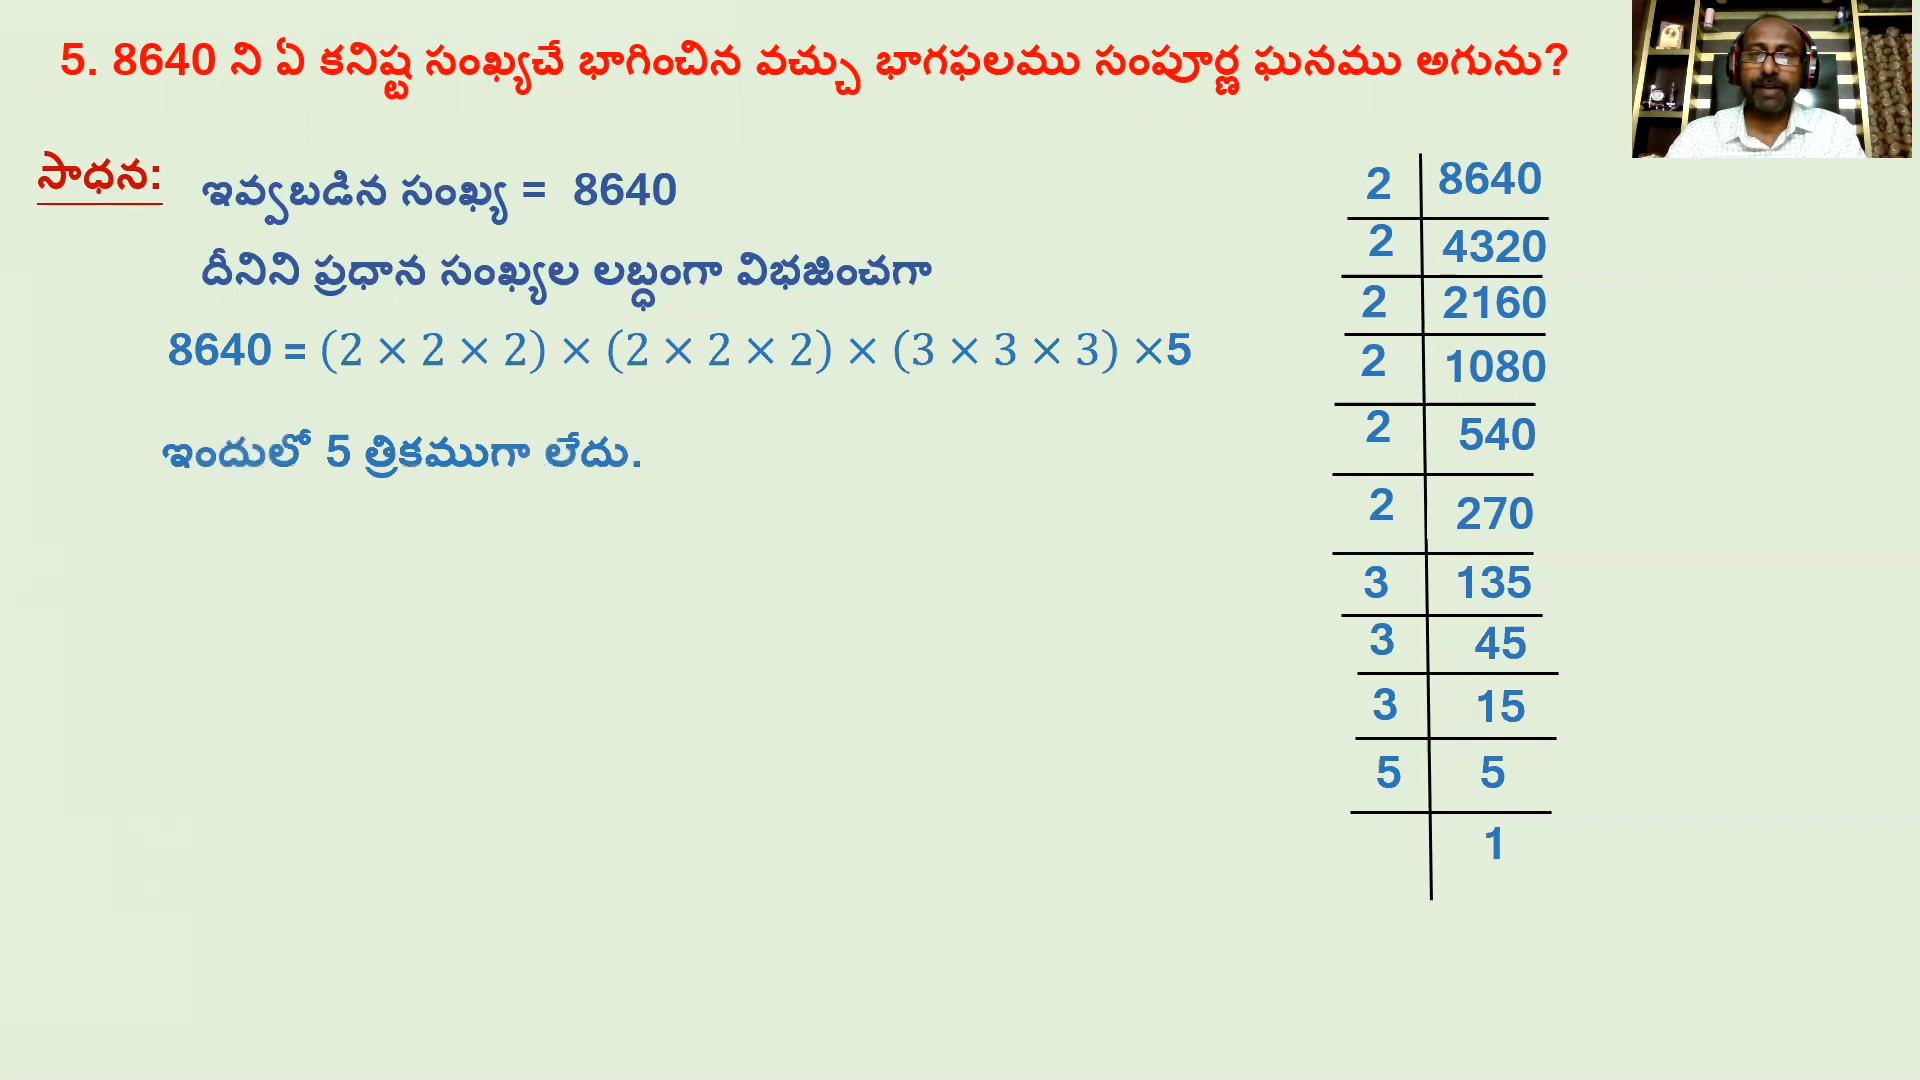 5. 8640 ని ఏ కనిష్ట సంఖ్యచే భాగించిన వచ్చు భాగఫలము సంపూర్ణ ఘనము అగును?
సాధన:
ఇవ్వబడిన సంఖ్య = 8640
దీనిని ప్రధాన సంఖ్యల లబ్ధంగా విభజించగా
8640 = (2 × 2 × 2) × (2 × 2 × 2) × (3 × 3 × 3) ×5
ఇందులో 5 త్రికముగా లేదు.
2 8640
2 4320
2 2160
2 1080
2 540
2 270
3 135
3 45
3 15
5 5
1